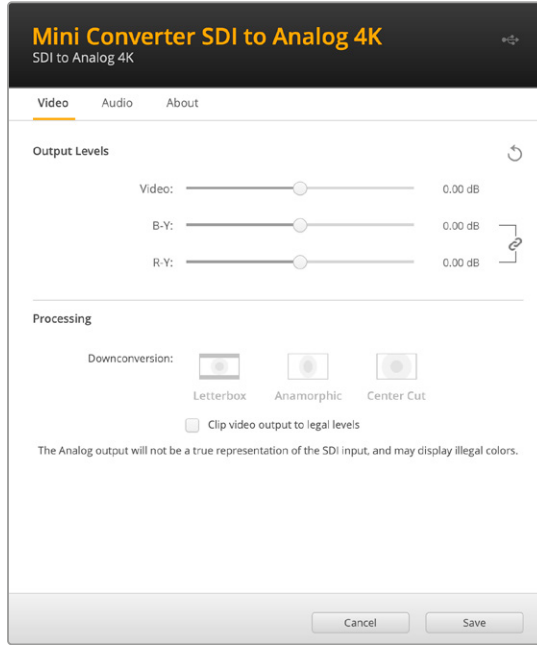 Mini Converter SDI to Analog 4K
SDI to Analog 4K
Video Audio About
Output Levels
Video: 0.00 dB
B-Y: 0.00 dB
R-Y: 0.00 dB
Processing
Downconversion:
Letterbox Anamorphic Center Cut
Clip video output to legal levels
The Analog output will not be a true representation of the SDI input, and may display illegal colors.
Cancel Save